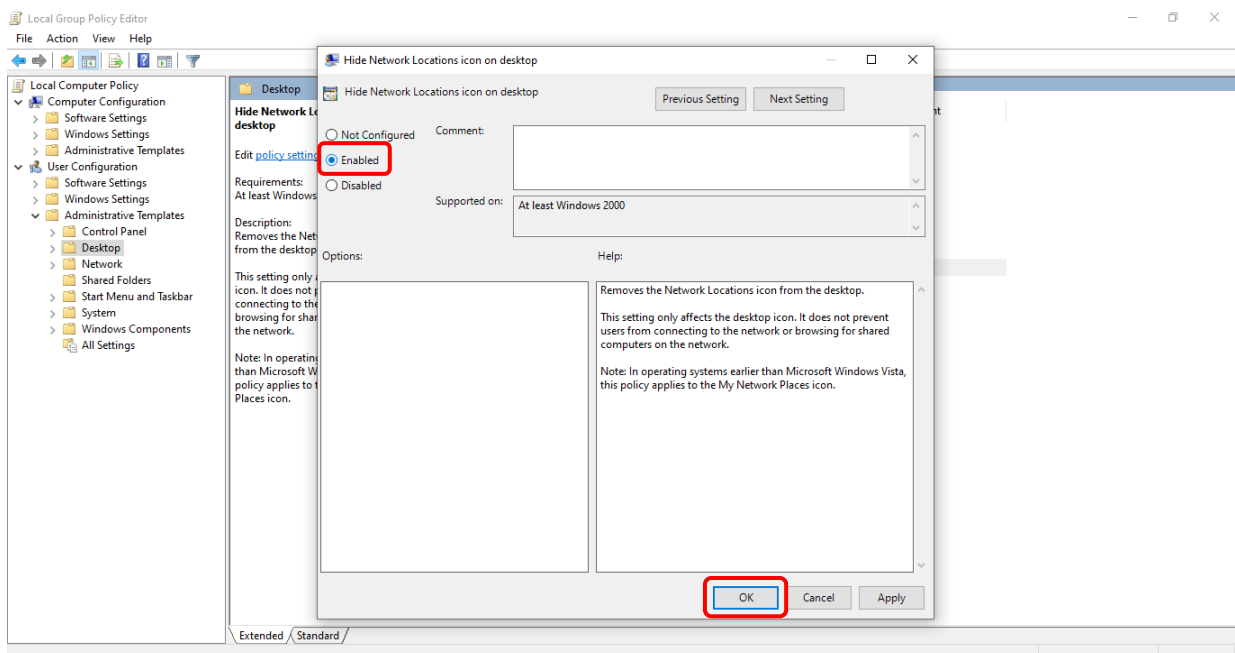 Local Group Policy Editor
File Action View Help
Local Computer Policy
Computer Configuration
Software Settings
Windows Settings
Administrative Templates
User Configuration
Software Settings
Windows Settings
Administrative Templates
Control Panel
Desktop
Network
Shared Folders
Start Menu and Taskbar
System
Windows Components
All Settings
Desktop
Hide Network Lo
desktop
Edit policy setting
Requirements:
At least Windows
Description:
Removes the Net
from the desktop
This setting only a
icon. It does not p
connecting to the
browsing for shar
the network.
Note: In operating
than Microsoft W
policy applies to t
Places icon.
Extended Standard
Hide Network Locations icon on desktop
Hide Network Locations icon on desktop
Previous Setting Next Setting
Not Configured
Enabled
Disabled
Comment:
Supported on:
At least Windows 2000
Options:
Help:
Removes the Network Locations icon from the desktop.
This setting only affects the desktop icon. It does not prevent
users from connecting to the network or browsing for shared
computers on the network.
Note: In operating systems earlier than Microsoft Windows Vista,
this policy applies to the My Network Places icon.
OK Cancel Apply
nt